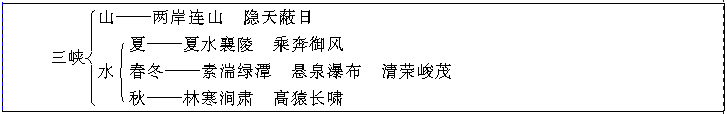 山——两岸连山 隐天蔽日
夏——夏水襄陵 乘奔御风
三峡
水
春冬——素湍绿潭 悬泉瀑布 清荣峻茂
秋——林寒涧肃 高猿长啸